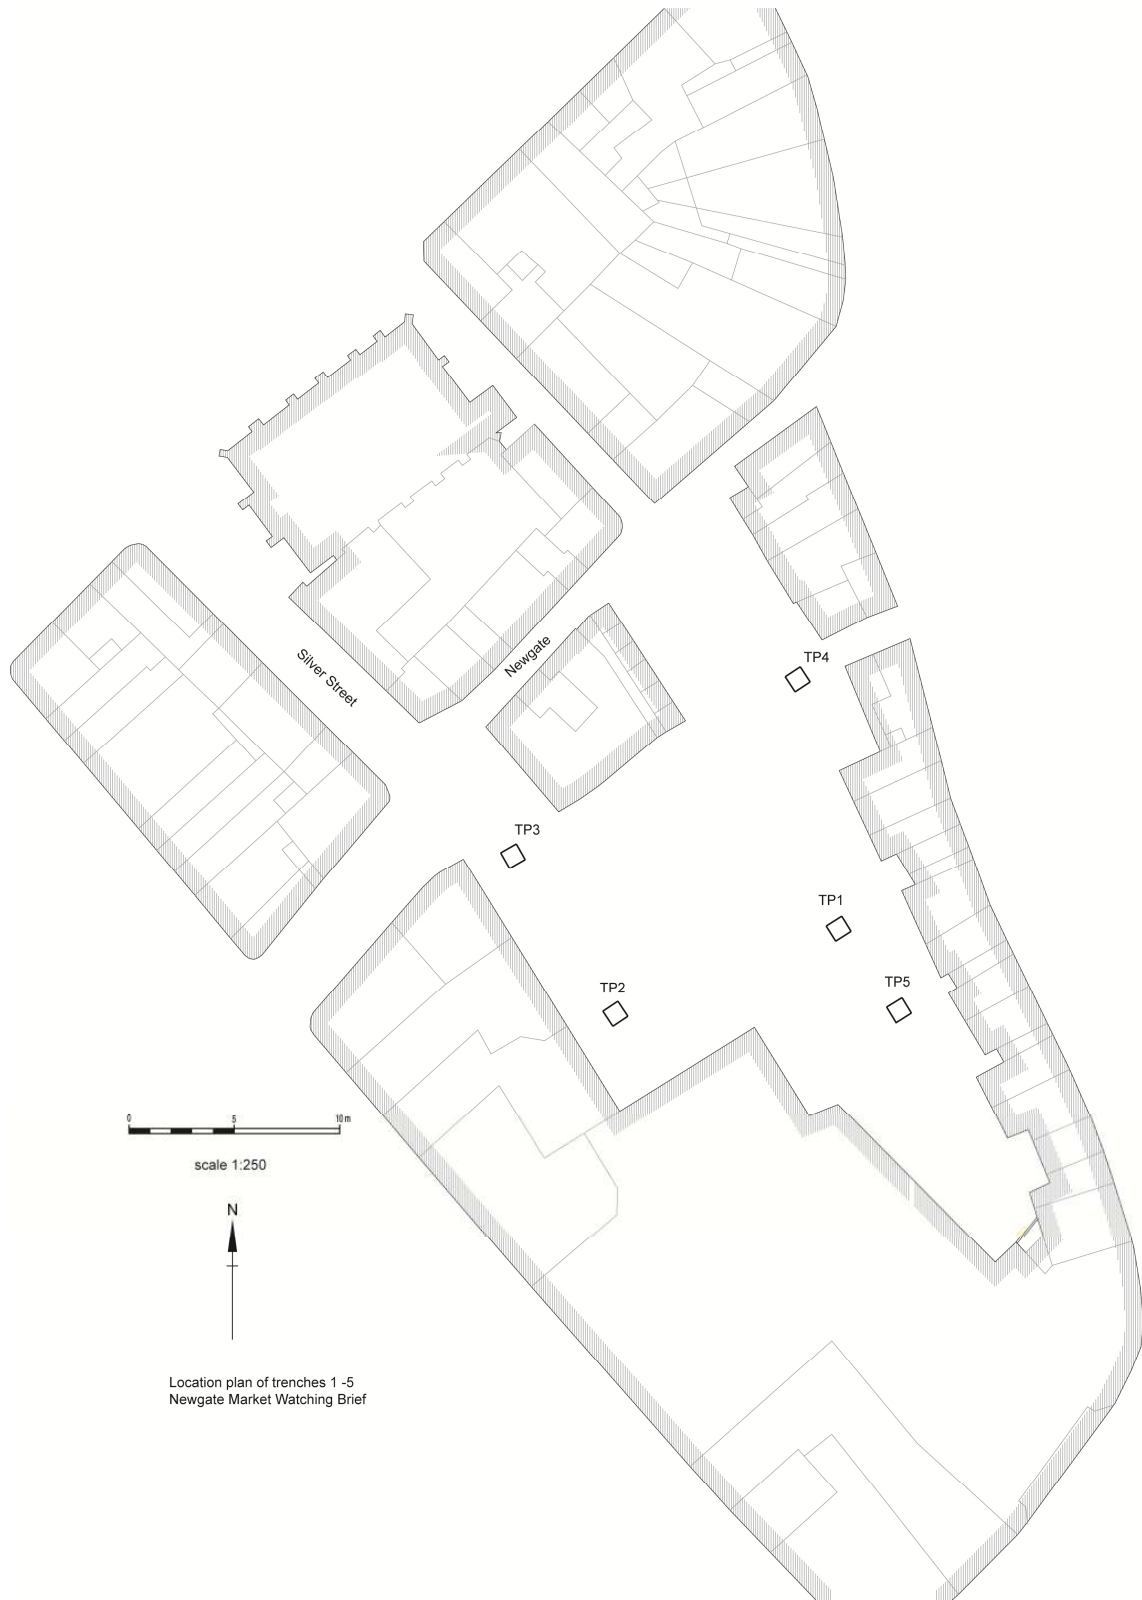 Silver Street
Newgate
TP4
TP3
TP1
TP5
TP2
0 5 10 m
scale 1:250
N
Location plan of trenches 1 -5
Newgate Market Watching Brief